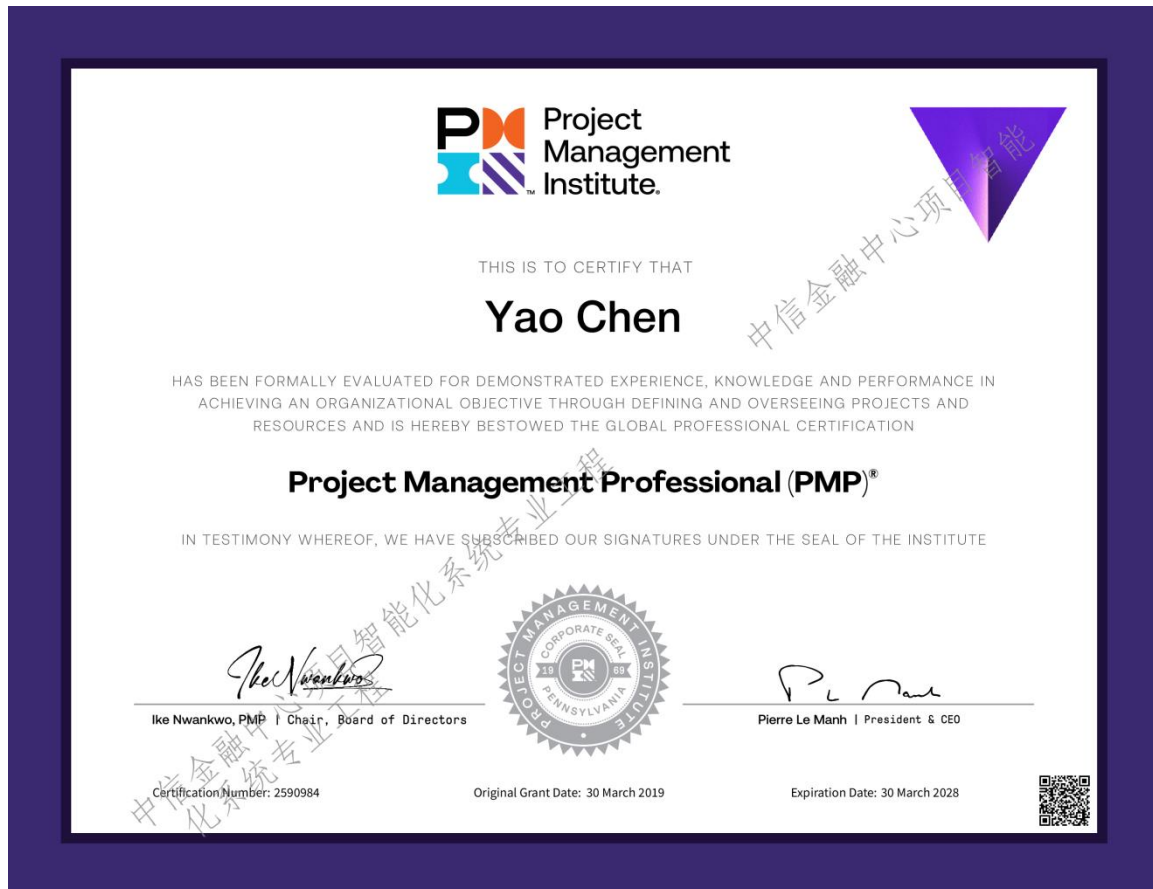 Project
Management
Institute.
THIS IS TO CERTIFY THAT
Yao Chen
HAS BEEN FORMALLY EVALUATED FOR DEMONSTRATED EXPERIENCE, KNOWLEDGE AND PERFORMANCE IN
ACHIEVING AN ORGANIZATIONAL OBJECTIVE THROUGH DEFINING AND OVERSEEING PROJECTS AND
RESOURCES AND IS HEREBY BESTOWED THE GLOBAL PROFESSIONAL CERTIFICATION
Project Management Professional (PMP)®
IN TESTIMONY WHEREOF, WE HAVE SUBSCRIBED OUR SIGNATURES UNDER THE SEAL OF THE INSTITUTE
PROJECT MANAGEMENT INSTITUTE
CORPORATE SEAL
19 69
PENNSYLVANIA
Ike Nwankwo
Ike Nwankwo, PMP | Chair, Board of Directors
Pierre Le Manh | President & CEO
Certification Number: 2590984
Original Grant Date: 30 March 2019
Expiration Date: 30 March 2028
中信金融中心项目智能
中信金融中心项目智能化系统专业工程
化系统专业工程